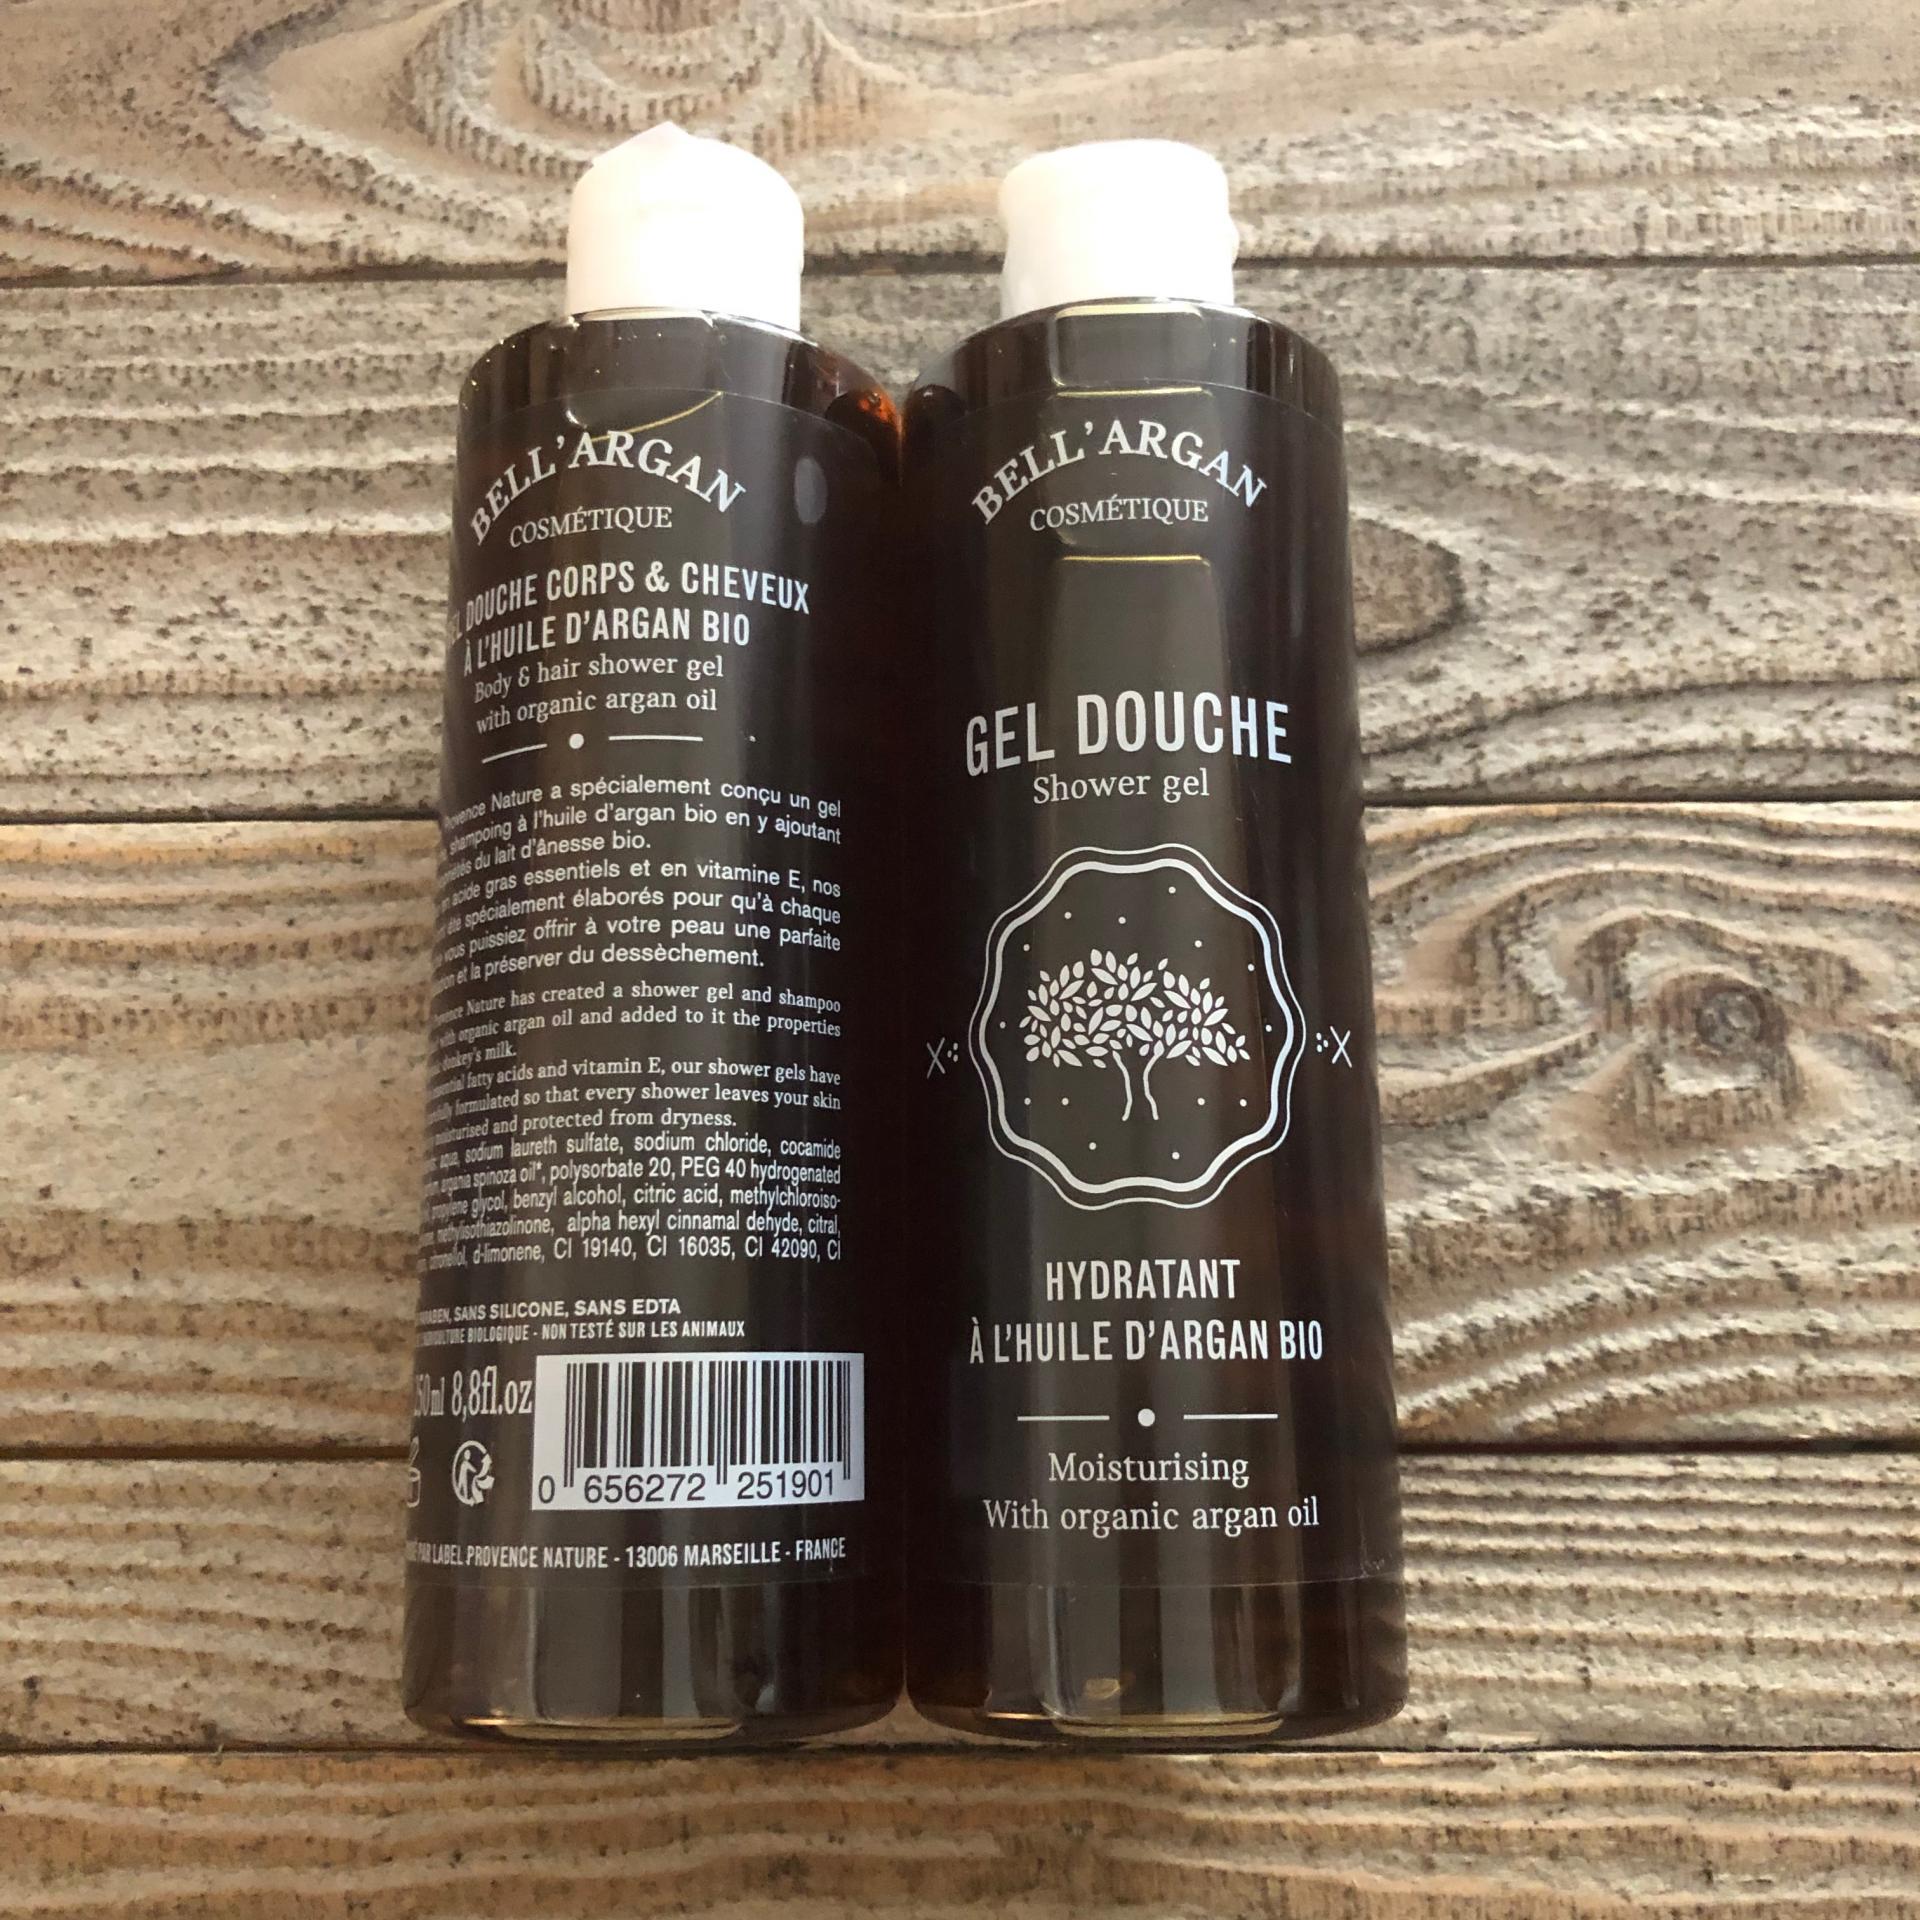 BELL'ARGAN
COSMÉTIQUE
DOUCHE CORPS & CHEVEUX
À L'HUILE D'ARGAN BIO
Body & hair shower gel
with organic argan oil
Provence Nature a spécialement conçu un gel
shampoing à l'huile d'argan bio en y ajoutant
du lait d'ânesse bio.
acide gras essentiels et en vitamine E, nos
été spécialement élaborés pour qu'à chaque
vous puissiez offrir à votre peau une parfaite
et la préserver du dessèchement.
Nature has created a shower gel and shampoo
with organic argan oil and added to it the properties
donkey's milk.
fatty acids and vitamin E, our shower gels have
formulated so that every shower leaves your skin
moisturised and protected from dryness.
aqua, sodium laureth sulfate, sodium chloride, cocamide
argania spinoza oil*, polysorbate 20, PEG 40 hydrogenated
propylene glycol, benzyl alcohol, citric acid, methylchloroiso-
methylisothiazolinone, alpha hexyl cinnamal dehyde, citral,
d-limonene, CI 19140, CI 16035, CI 42090, CI
SANS SILICONE, SANS EDTA
BIOLOGIQUE - NON TESTÉ SUR LES ANIMAUX
8,8fl.oz
0 656272 251901
PAR LABEL PROVENCE NATURE - 13006 MARSEILLE - FRANCE
BELL'ARGAN
COSMÉTIQUE
GEL DOUCHE
Shower gel
HYDRATANT
À L'HUILE D'ARGAN BIO
Moisturising
With organic argan oil